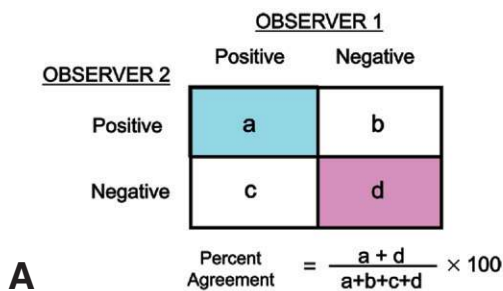 OBSERVER 1
Positive Negative
OBSERVER 2
Positive a b
Negative c d
A
Percent Agreement = a + d / a+b+c+d × 100